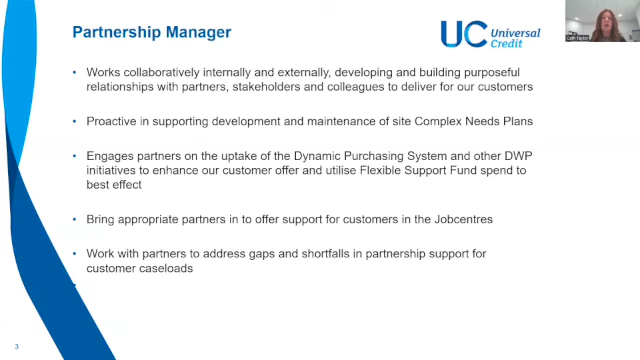 Partnership Manager
UC Universal
Credit
Cath Taylor
• Works collaboratively internally and externally, developing and building purposeful
relationships with partners, stakeholders and colleagues to deliver for our customers
• Proactive in supporting development and maintenance of site Complex Needs Plans
• Engages partners on the uptake of the Dynamic Purchasing System and other DWP
initiatives to enhance our customer offer and utilise Flexible Support Fund spend to
best effect
• Bring appropriate partners in to offer support for customers in the Jobcentres
• Work with partners to address gaps and shortfalls in partnership support for
customer caseloads
•
3